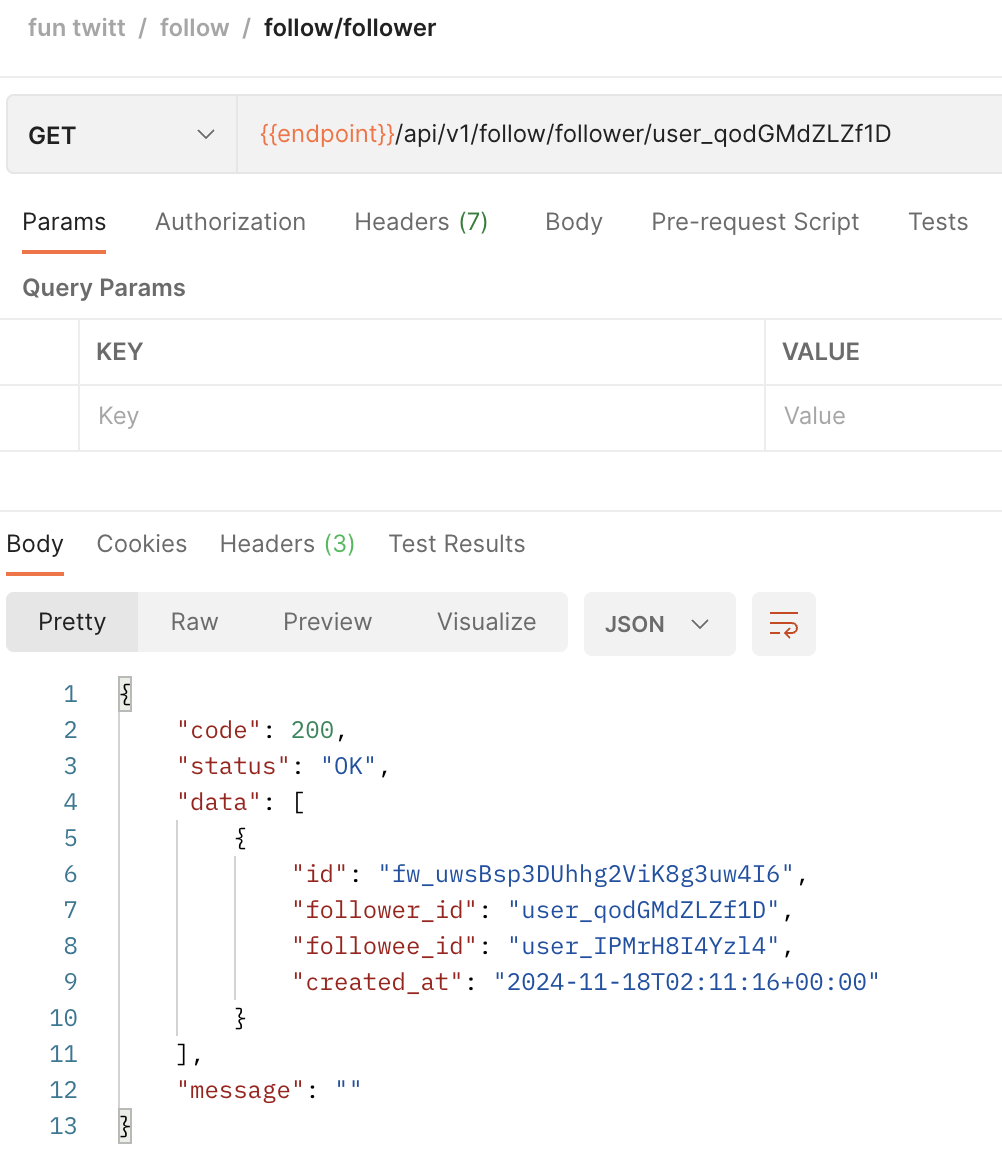 fun twitt / follow / follow/follower
GET {{endpoint}}/api/v1/follow/follower/user_qodGMdZLZf1D
Params Authorization Headers (7) Body Pre-request Script Tests
Query Params
KEY VALUE
Key Value
Body Cookies Headers (3) Test Results
Pretty Raw Preview Visualize JSON
1 {
2 "code": 200,
3 "status": "OK",
4 "data": [
5 {
6 "id": "fw_uwsBsp3DUhhg2ViK8g3uw4I6",
7 "follower_id": "user_qodGMdZLZf1D",
8 "followee_id": "user_IPMrH8I4Yzl4",
9 "created_at": "2024-11-18T02:11:16+00:00"
10 }
11 ],
12 "message": ""
13 }